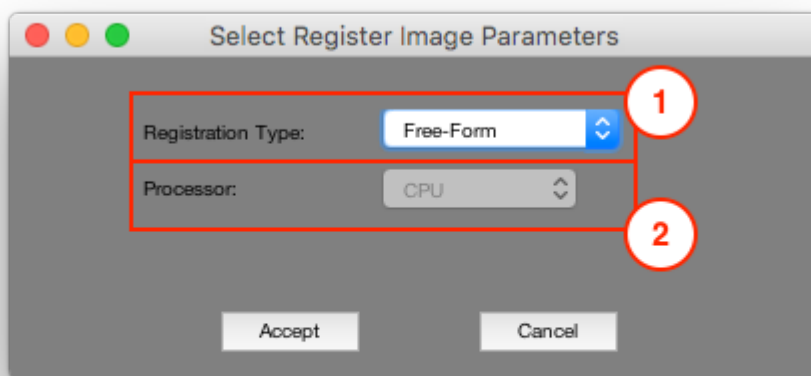 Select Register Image Parameters
1
Registration Type: Free-Form
Processor: CPU
2
Accept Cancel